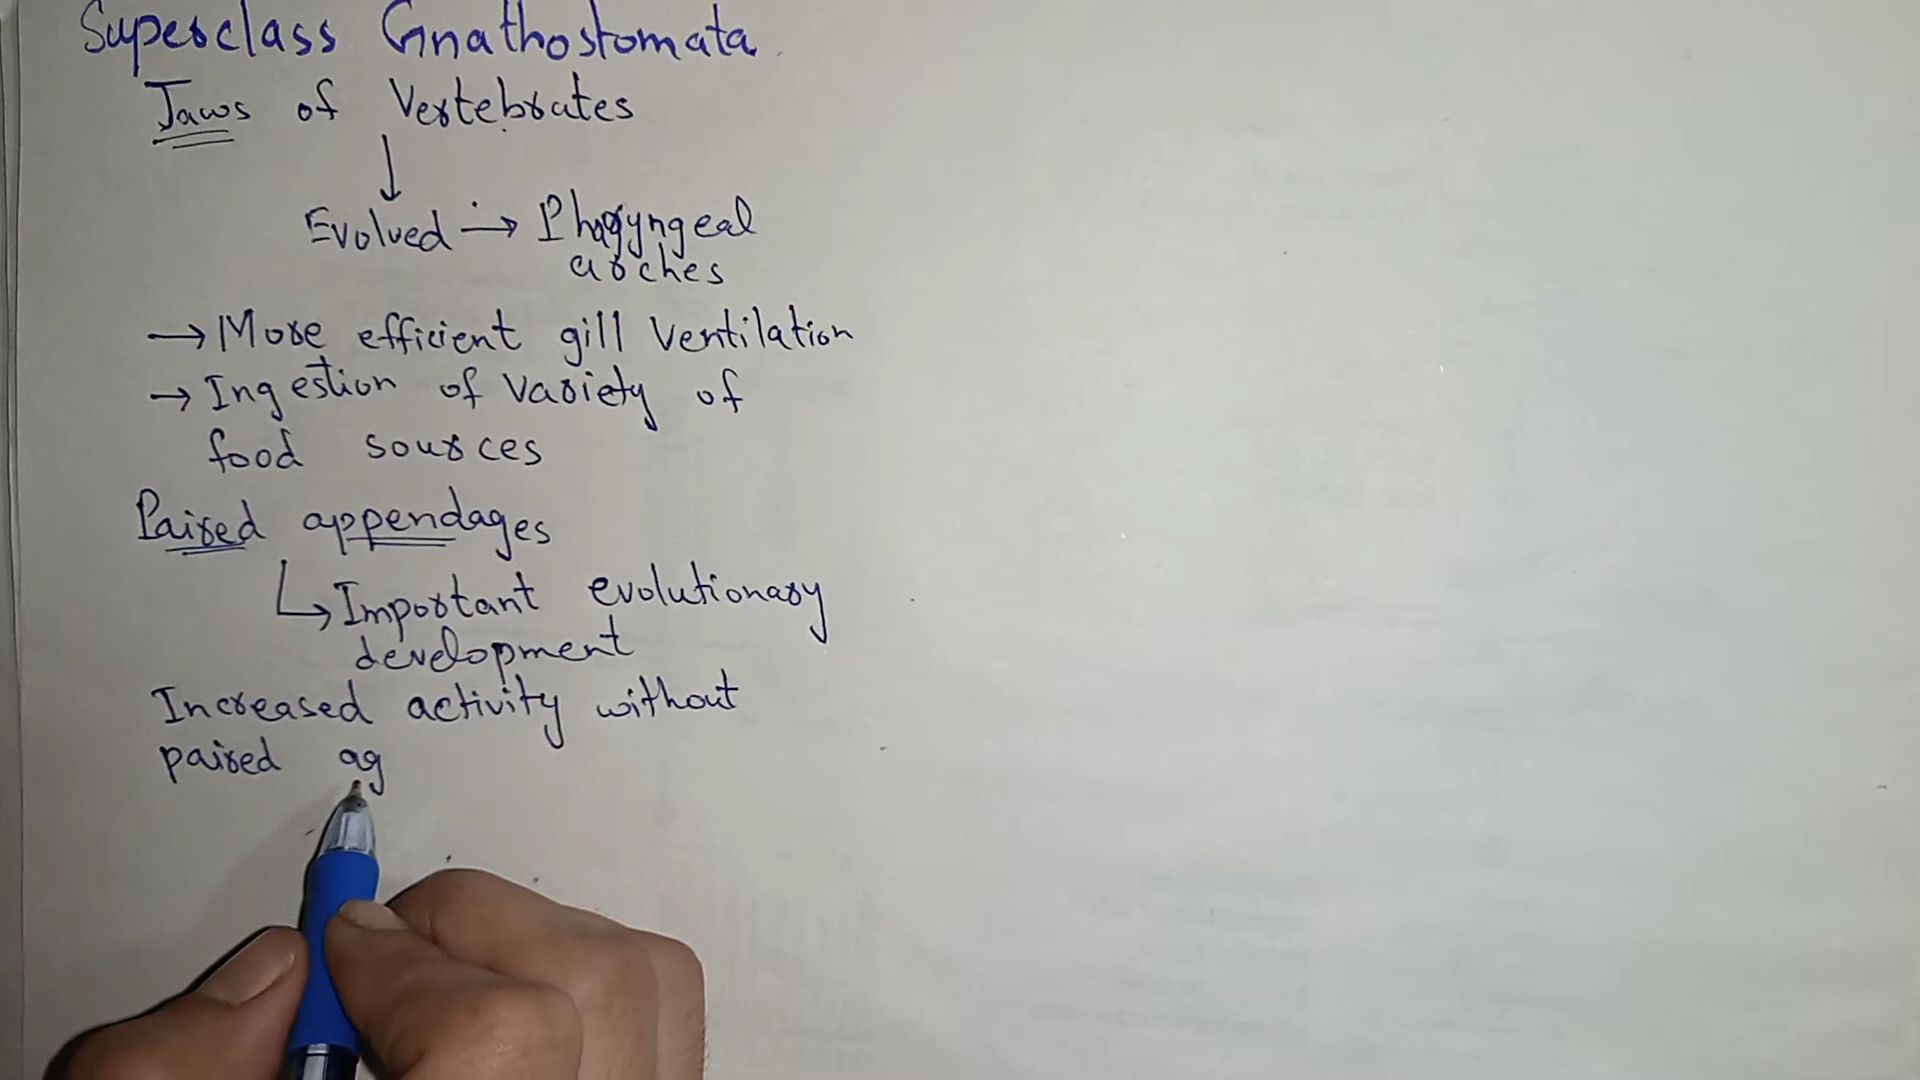 Superclass Gnathostomata
Jaws of Vertebrates
↓
Evolved → Pharyngeal
arches
→ More efficient gill ventilation
→ Ingestion of variety of
food sources
Paired appendages
↳ Important evolutionary
development
Increased activity without
paired ag